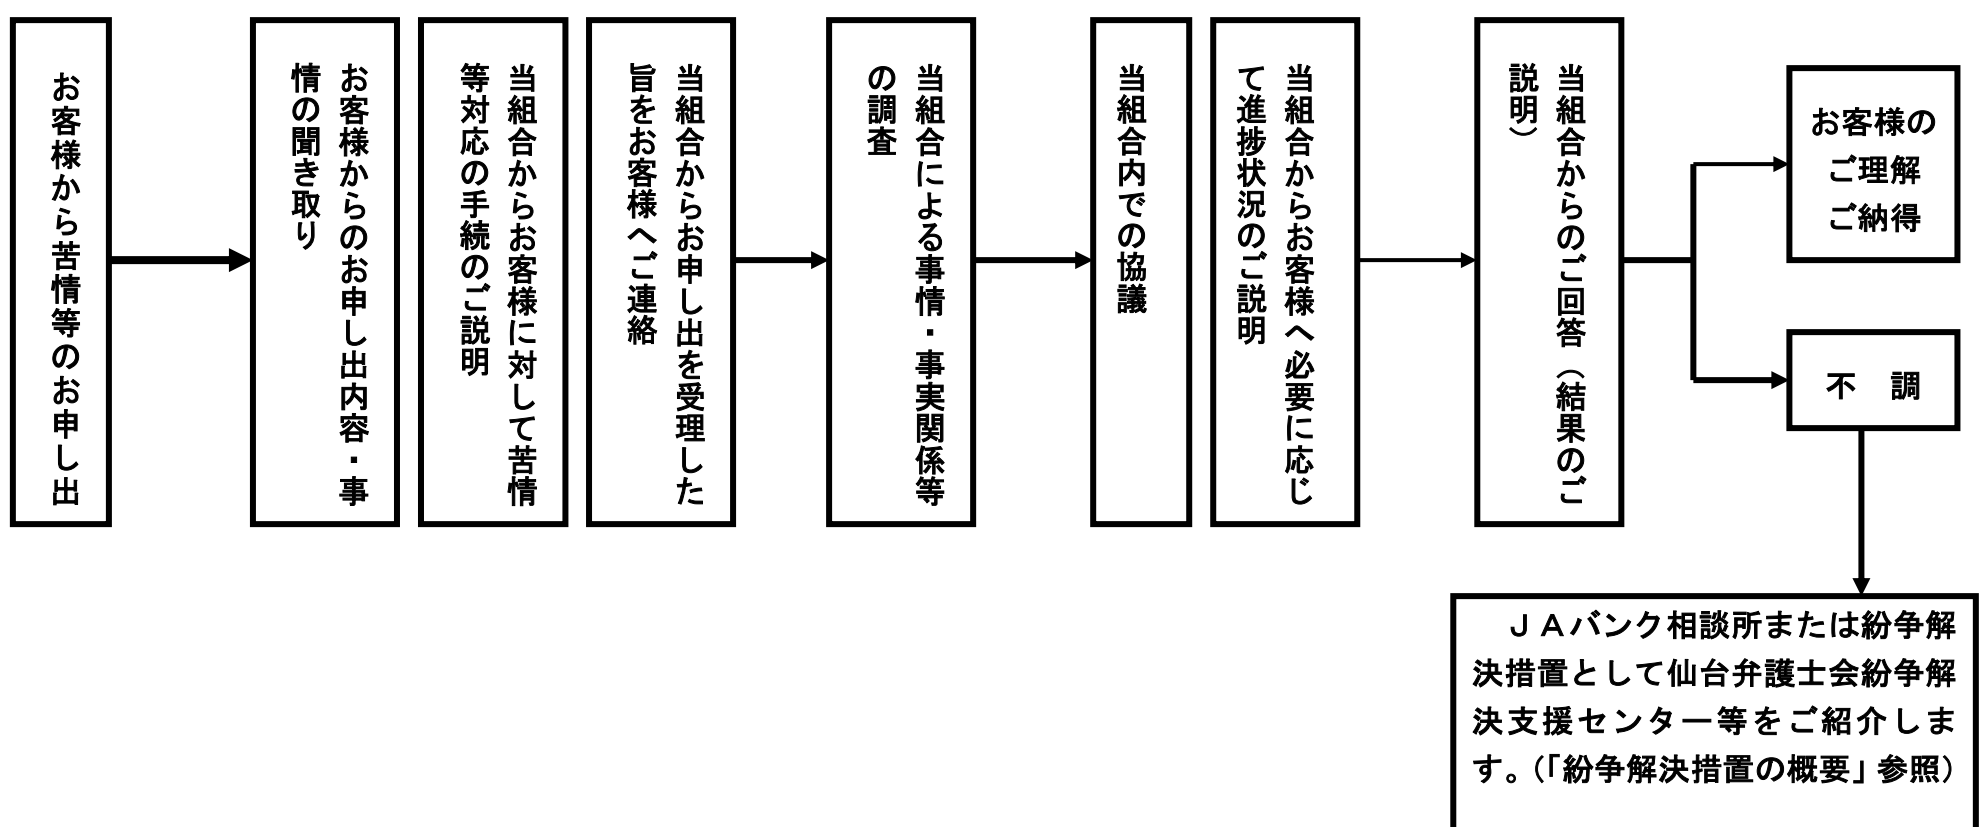 お客様から苦情等のお申し出
お客様からのお申し出内容・事
情の聞き取り
当組合からお客様に対して苦情
等対応の手続のご説明
当組合からお申し出を受理した
旨をお客様へご連絡
当組合による事情・事実関係等
の調査
当組合内での協議
当組合からお客様へ必要に応じ
て進捗状況のご説明
当組合からのご回答（結果のご
説明）
お客様の
ご理解
ご納得
不　調
ＪＡバンク相談所または紛争解
決措置として仙台弁護士会紛争解
決支援センター等をご紹介しま
す。（「紛争解決措置の概要」参照）